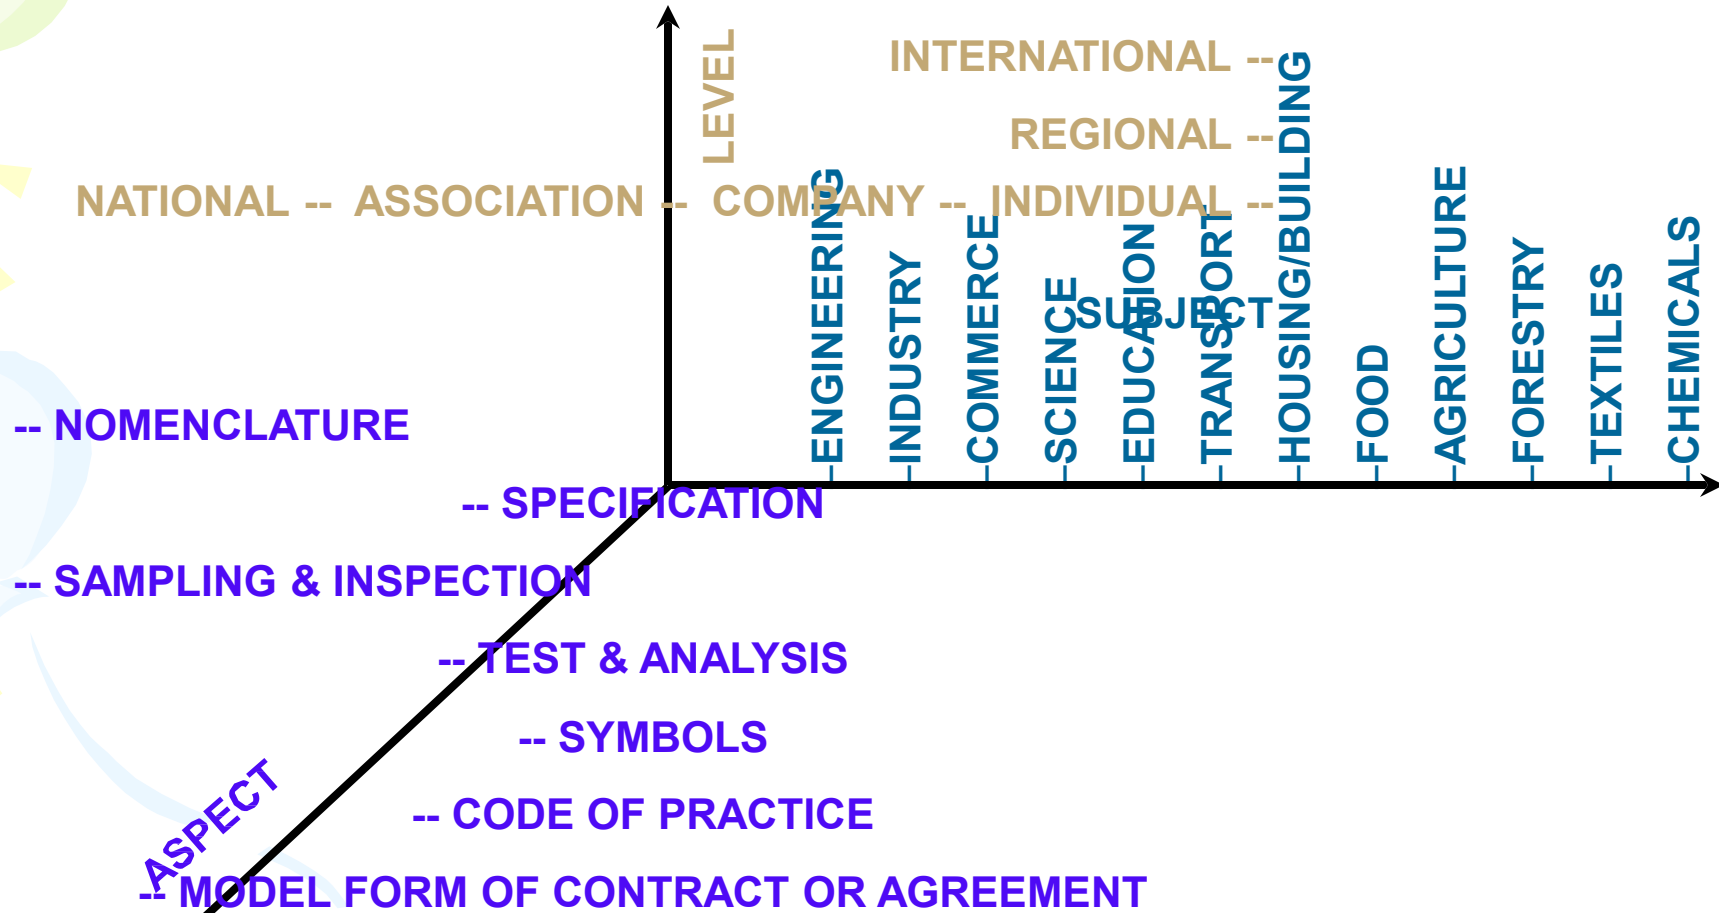 LEVEL
INTERNATIONAL --
REGIONAL --
NATIONAL -- ASSOCIATION -- COMPANY -- INDIVIDUAL --
SUBJECT
ENGINEERING
INDUSTRY
COMMERCE
SCIENCE
EDUCATION
TRANSPORT
HOUSING/BUILDING
FOOD
AGRICULTURE
FORESTRY
TEXTILES
CHEMICALS
-- NOMENCLATURE
-- SPECIFICATION
-- SAMPLING & INSPECTION
-- TEST & ANALYSIS
-- SYMBOLS
-- CODE OF PRACTICE
ASPECT
-- MODEL FORM OF CONTRACT OR AGREEMENT